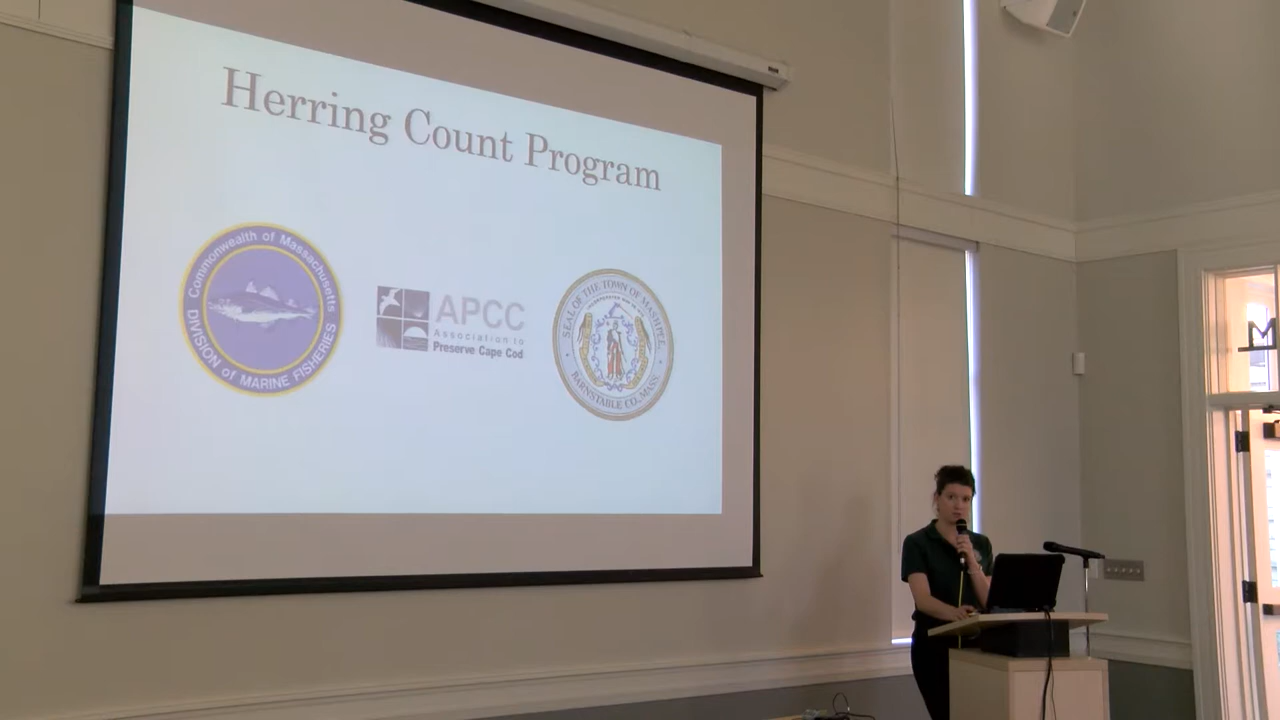 Herring Count Program
Commonwealth of Massachusetts
DIVISION of MARINE FISHERIES
APCC
Association to
Preserve Cape Cod
SEAL OF THE TOWN OF MASHPEE,
BARNSTABLE CO., MASS.
M